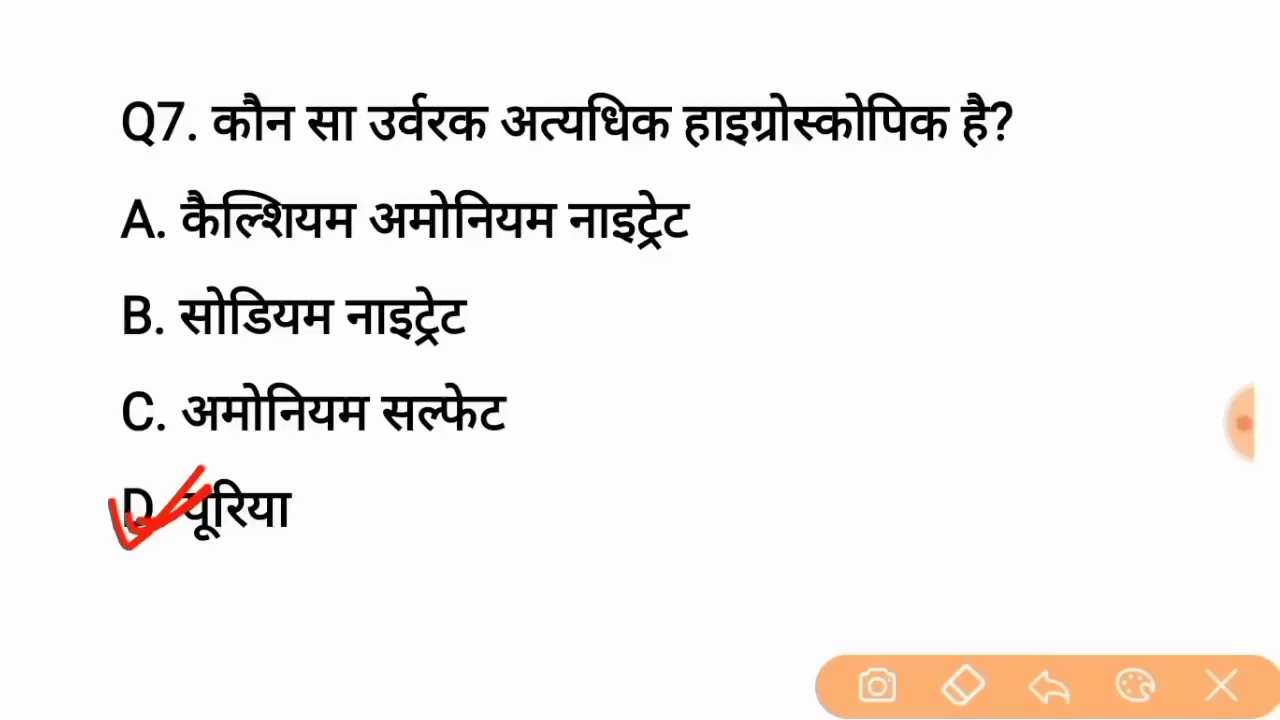 Q7. कौन सा उर्वरक अत्यधिक हाइग्रोस्कोपिक है?
A. कैल्शियम अमोनियम नाइट्रेट
B. सोडियम नाइट्रेट
C. अमोनियम सल्फेट
D. यूरिया